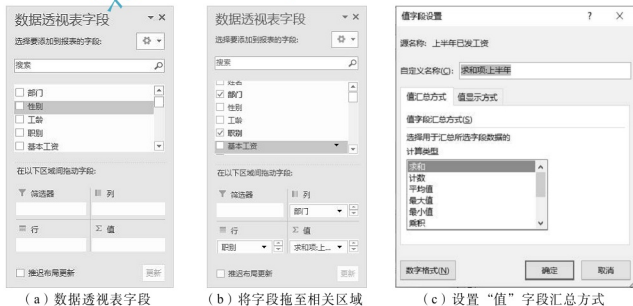 数据透视表字段
选择要添加到报表的字段:
搜索
部门
性别
工龄
职别
基本工资
在以下区域间拖动字段:
筛选器
列
行
Σ 值
推迟布局更新
更新
(a)数据透视表字段
数据透视表字段
选择要添加到报表的字段:
搜索
姓名
部门
性别
工龄
职别
基本工资
在以下区域间拖动字段:
筛选器
列
部门
行
Σ 值
职别
求和项:上...
推迟布局更新
更新
(b)将字段拖至相关区域
值字段设置
? ×
源名称: 上半年已发工资
自定义名称(C): 求和项:上半年
值汇总方式 值显示方式
值字段汇总方式(S)
选择用于汇总所选字段数据的
计算类型
求和
计数
平均值
最大值
最小值
乘积
数字格式(N)
确定
取消
(c)设置“值”字段汇总方式